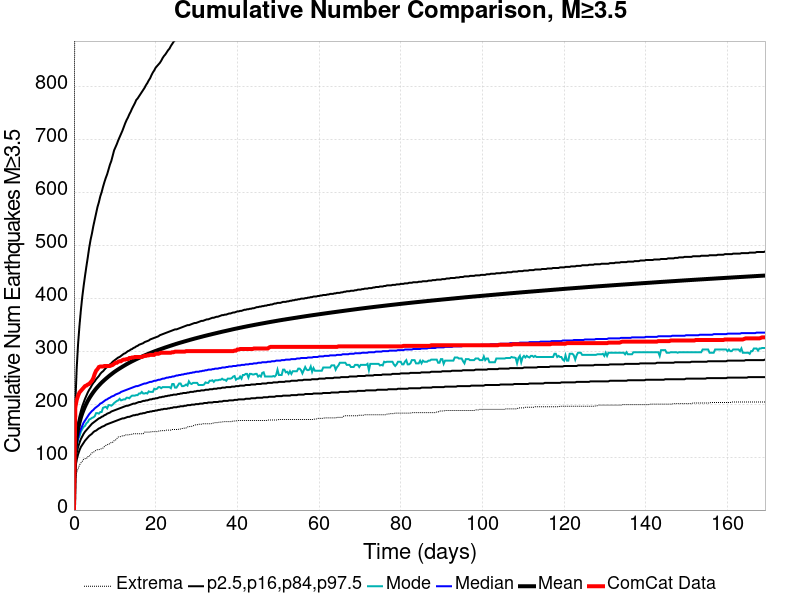 Cumulative Number Comparison, M≥3.5
Cumulative Num Earthquakes M≥3.5
800
700
600
500
400
300
200
100
0
0 20 40 60 80 100 120 140 160
Time (days)
Extrema p2.5,p16,p84,p97.5 Mode Median Mean ComCat Data